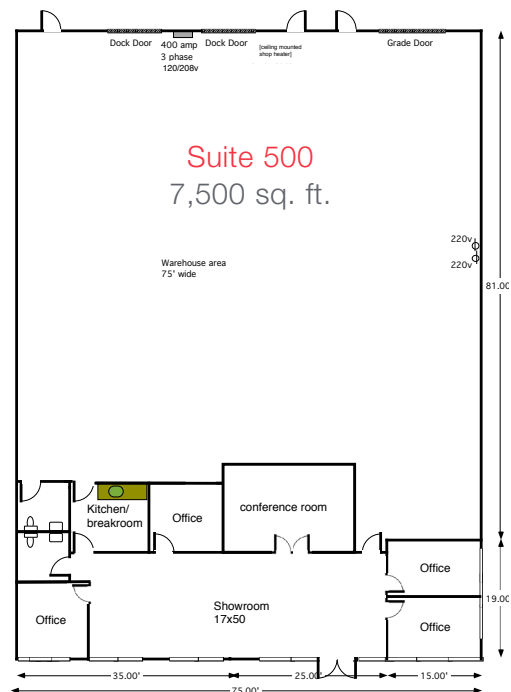 Dock Door
400 amp
3 phase
120/208v
Dock Door
[ceiling mounted
shop heater]
Grade Door
Suite 500
7,500 sq. ft.
220v
220v
Warehouse area
75' wide
81.00'
Kitchen/
breakroom
Office
conference room
Office
19.00'
Office
Showroom
17x50
Office
35.00'
25.00'
15.00'
75.00'